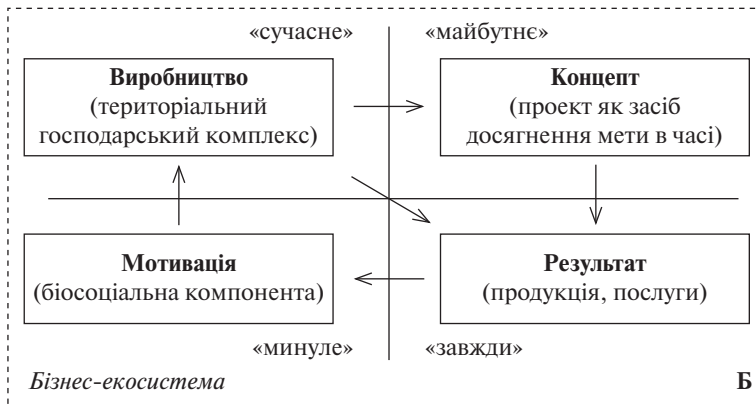 «сучасне»
«майбутнє»
Виробництво
(територіальний
господарський комплекс)
Концепт
(проект як засіб
досягнення мети в часі)
Мотивація
(біосоціальна компонента)
Результат
(продукція, послуги)
«минуле»
«завжди»
Бізнес-екосистема
Б